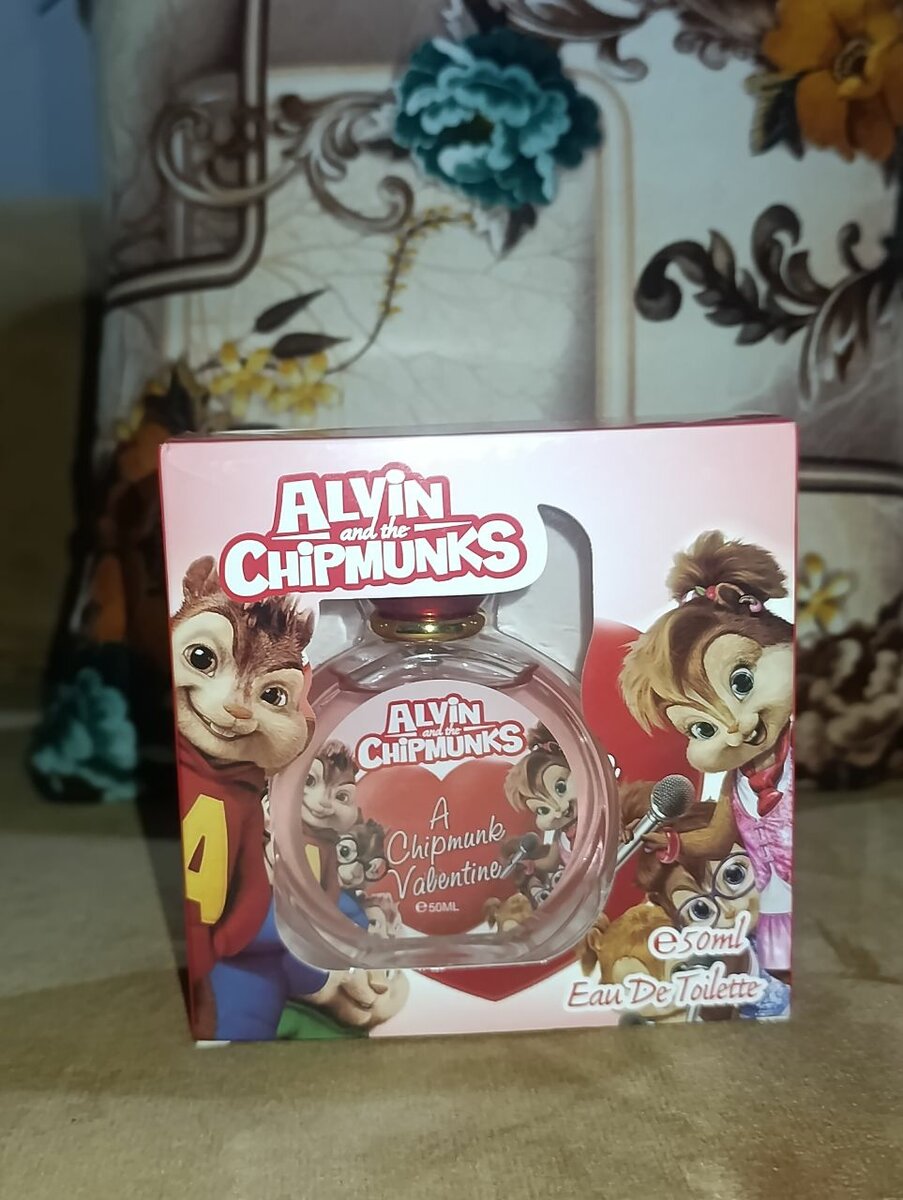 ALVIN
and the
CHIPMUNKS
A
ALVIN
and the
CHIPMUNKS
A
Chipmunk
Valentine
℮50ML
℮50ml
Eau De Toilette